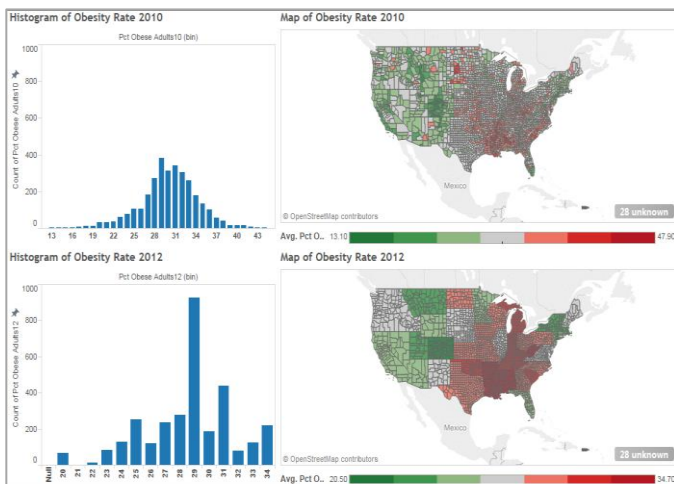 Histogram of Obesity Rate 2010
Pct Obese Adults10 (bin)
Count of Pct Obese Adults10
1000
800
600
400
200
0
13 16 19 22 25 28 31 34 37 40 43
Map of Obesity Rate 2010
Mexico
© OpenStreetMap contributors
28 unknown
Avg. Pct O.. 13.10 47.90
Histogram of Obesity Rate 2012
Pct Obese Adults12 (bin)
Count of Pct Obese Adults12
1000
800
600
400
200
0
Null 20 21 22 23 24 25 26 27 28 29 30 31 32 33 34
Map of Obesity Rate 2012
Mexico
© OpenStreetMap contributors
28 unknown
Avg. Pct O.. 20.50 34.70